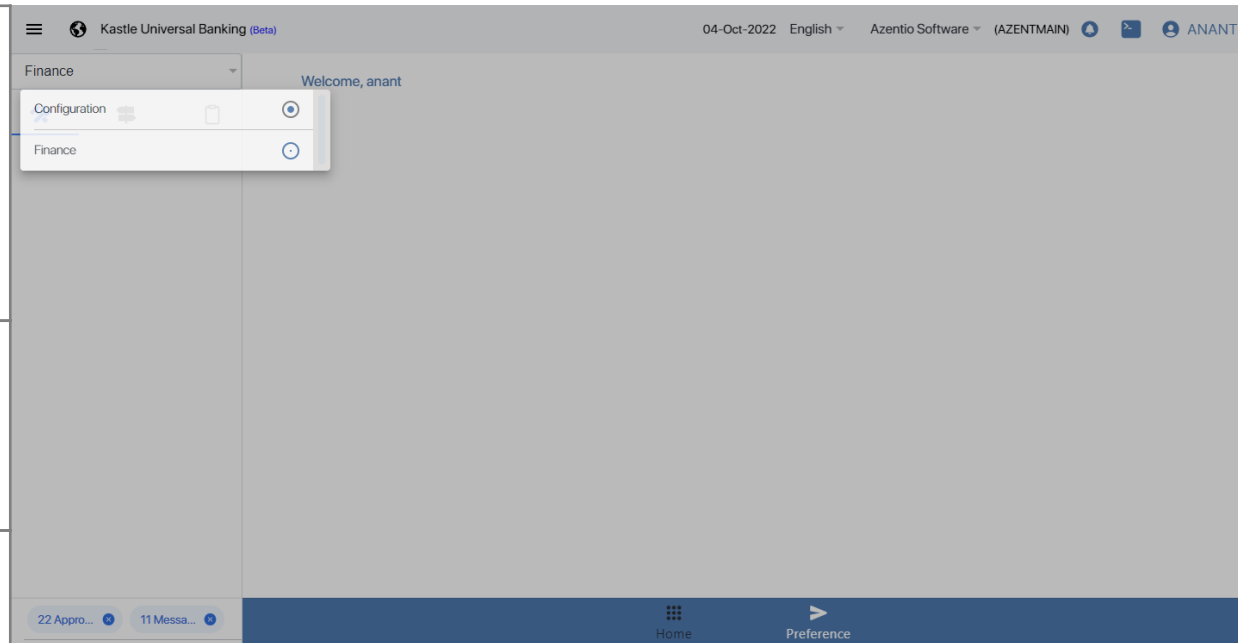 Kastle Universal Banking (Beta) 04-Oct-2022 English Azentio Software (AZENTMAIN) ANANT
Finance
Welcome, anant
Configuration
Finance
22 Appro... 11 Messa...
Home Preference